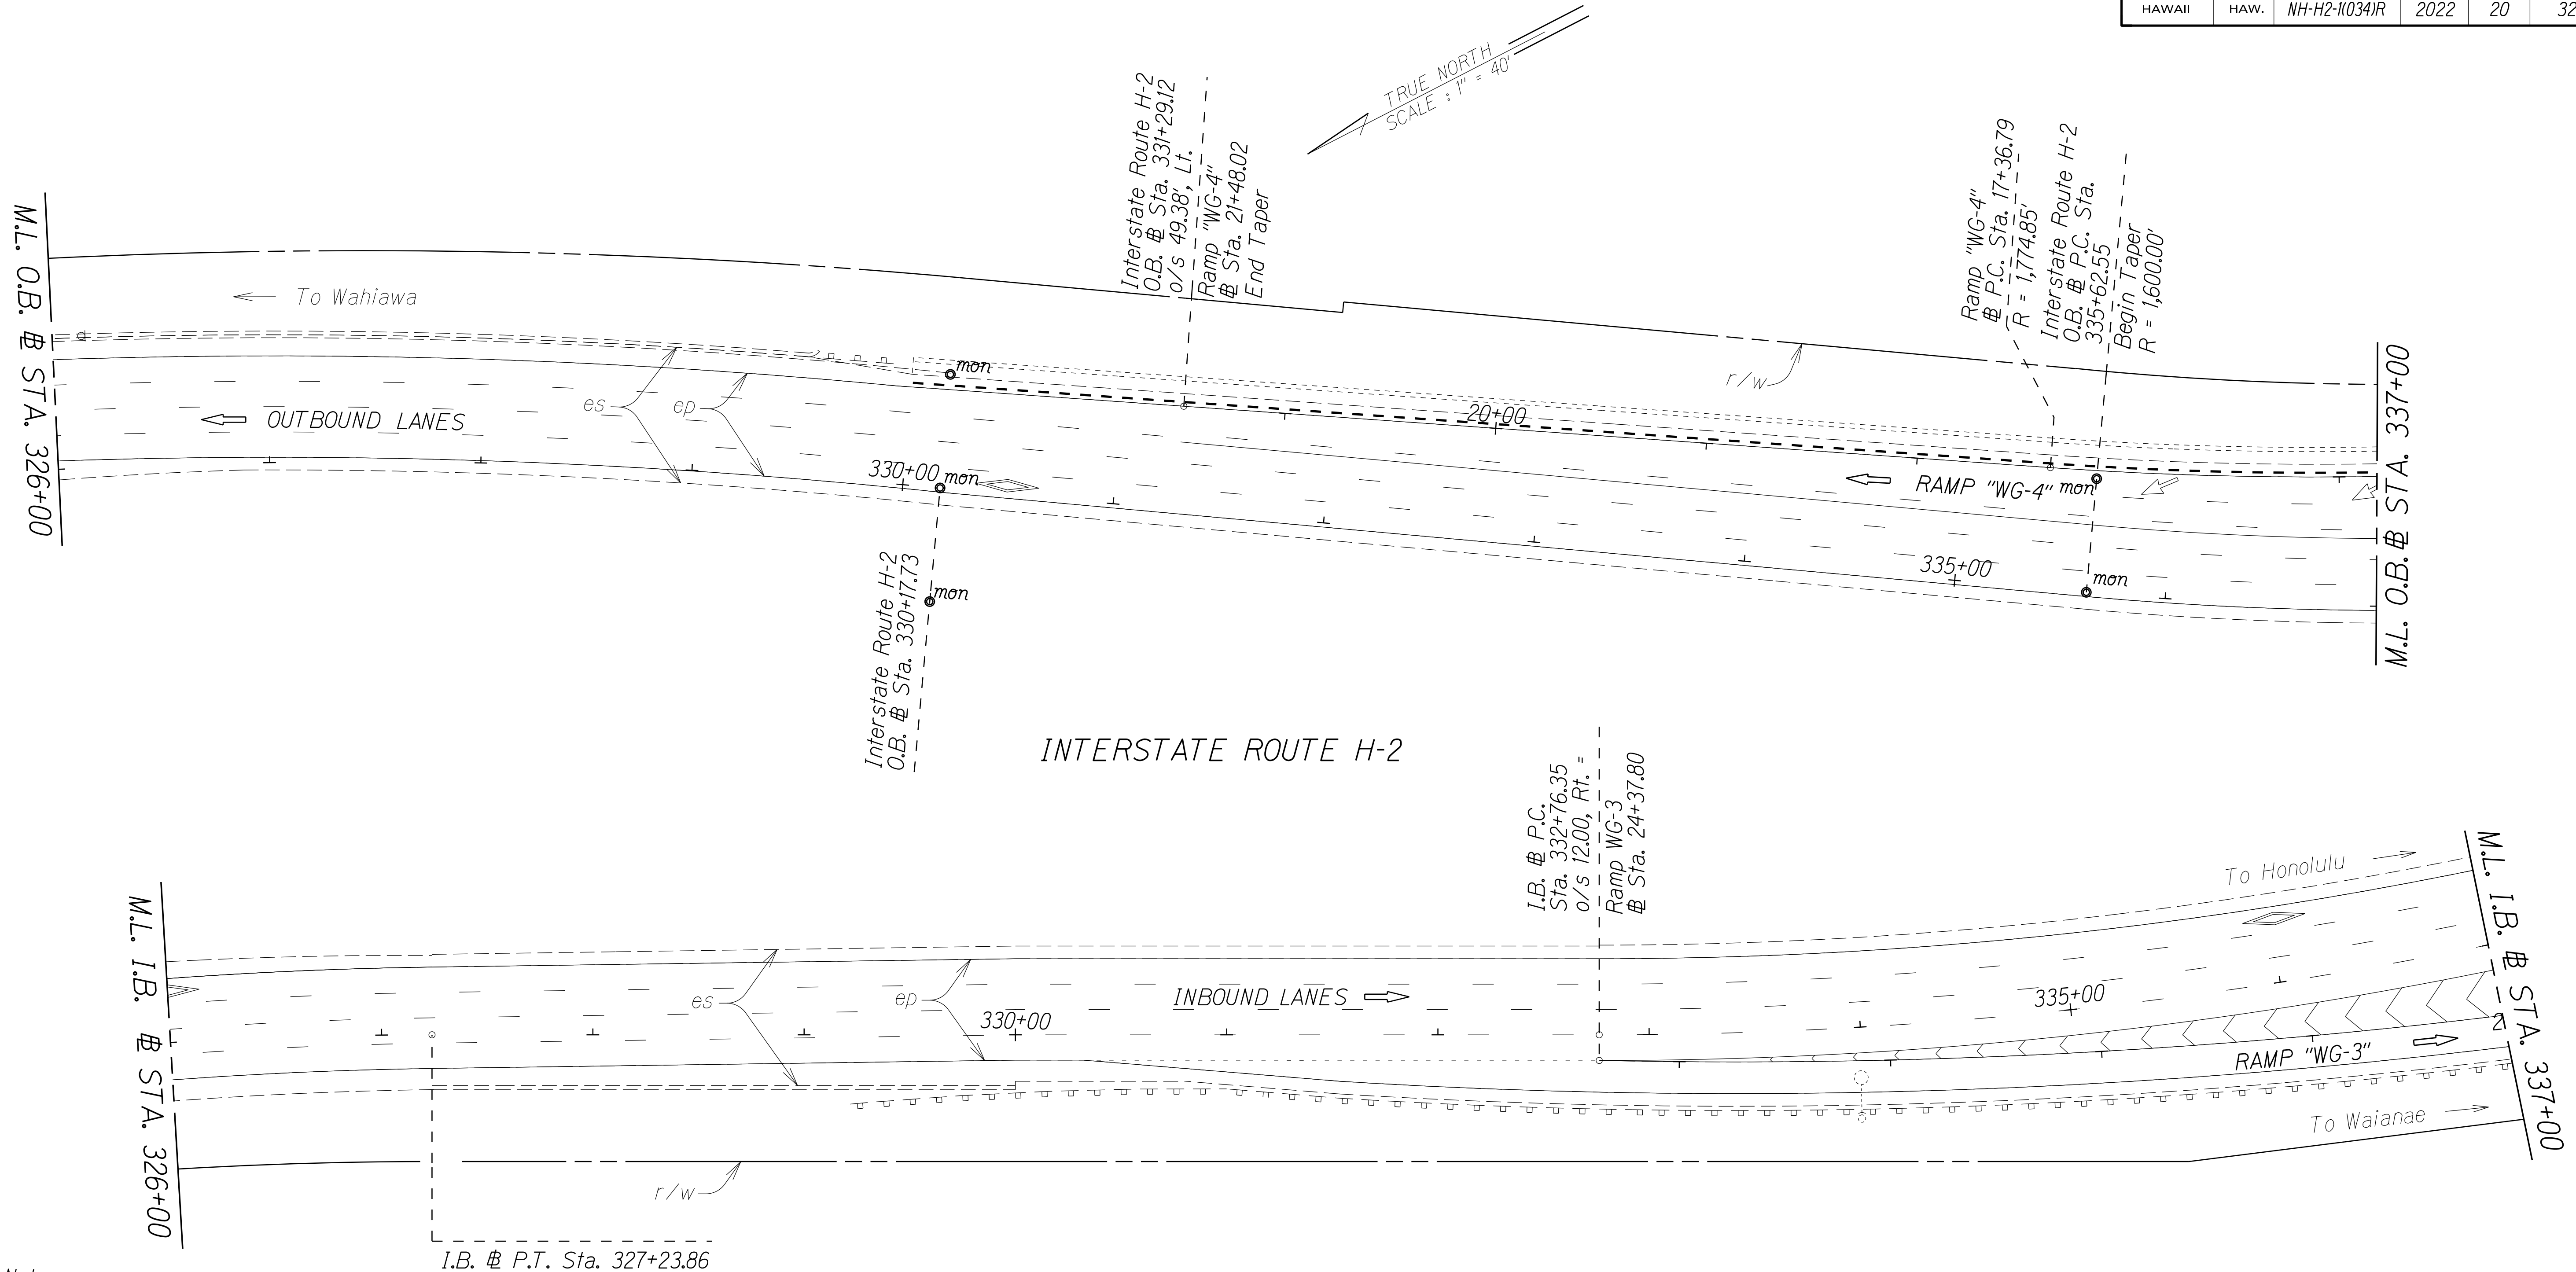 HAWAII HAW. NH-H2-1(034)R 2022 20 32
TRUE NORTH
SCALE : 1" = 40'
Interstate Route H-2
O.B. ⅊ Sta. 331+29.12
o/s 49.38', Lt.
Ramp "WG-4"
⅊ Sta. 21+48.02
End Taper
Ramp "WG-4"
⅊ P.C. Sta. 17+36.79
R = 1,774.85'
Interstate Route H-2
O.B. ⅊ P.C. Sta.
335+62.55
Begin Taper
R = 1,600.00'
M.L. O.B. ⅊ STA. 326+00
To Wahiawa
mon
r/w
es
ep
20+00
OUTBOUND LANES
330+00
mon
RAMP "WG-4"
mon
335+00
mon
M.L. O.B. ⅊ STA. 337+00
Interstate Route H-2
O.B. ⅊ Sta. 330+17.73
mon
INTERSTATE ROUTE H-2
I.B. ⅊ P.C.
Sta. 332+76.35
o/s 12.00, Rt. =
Ramp WG-3
⅊ Sta. 24+37.80
M.L. I.B. ⅊ STA. 326+00
To Honolulu
es
ep
INBOUND LANES
330+00
335+00
RAMP "WG-3"
To Waianae
M.L. I.B. ⅊ STA. 337+00
r/w
I.B. ⅊ P.T. Sta. 327+23.86